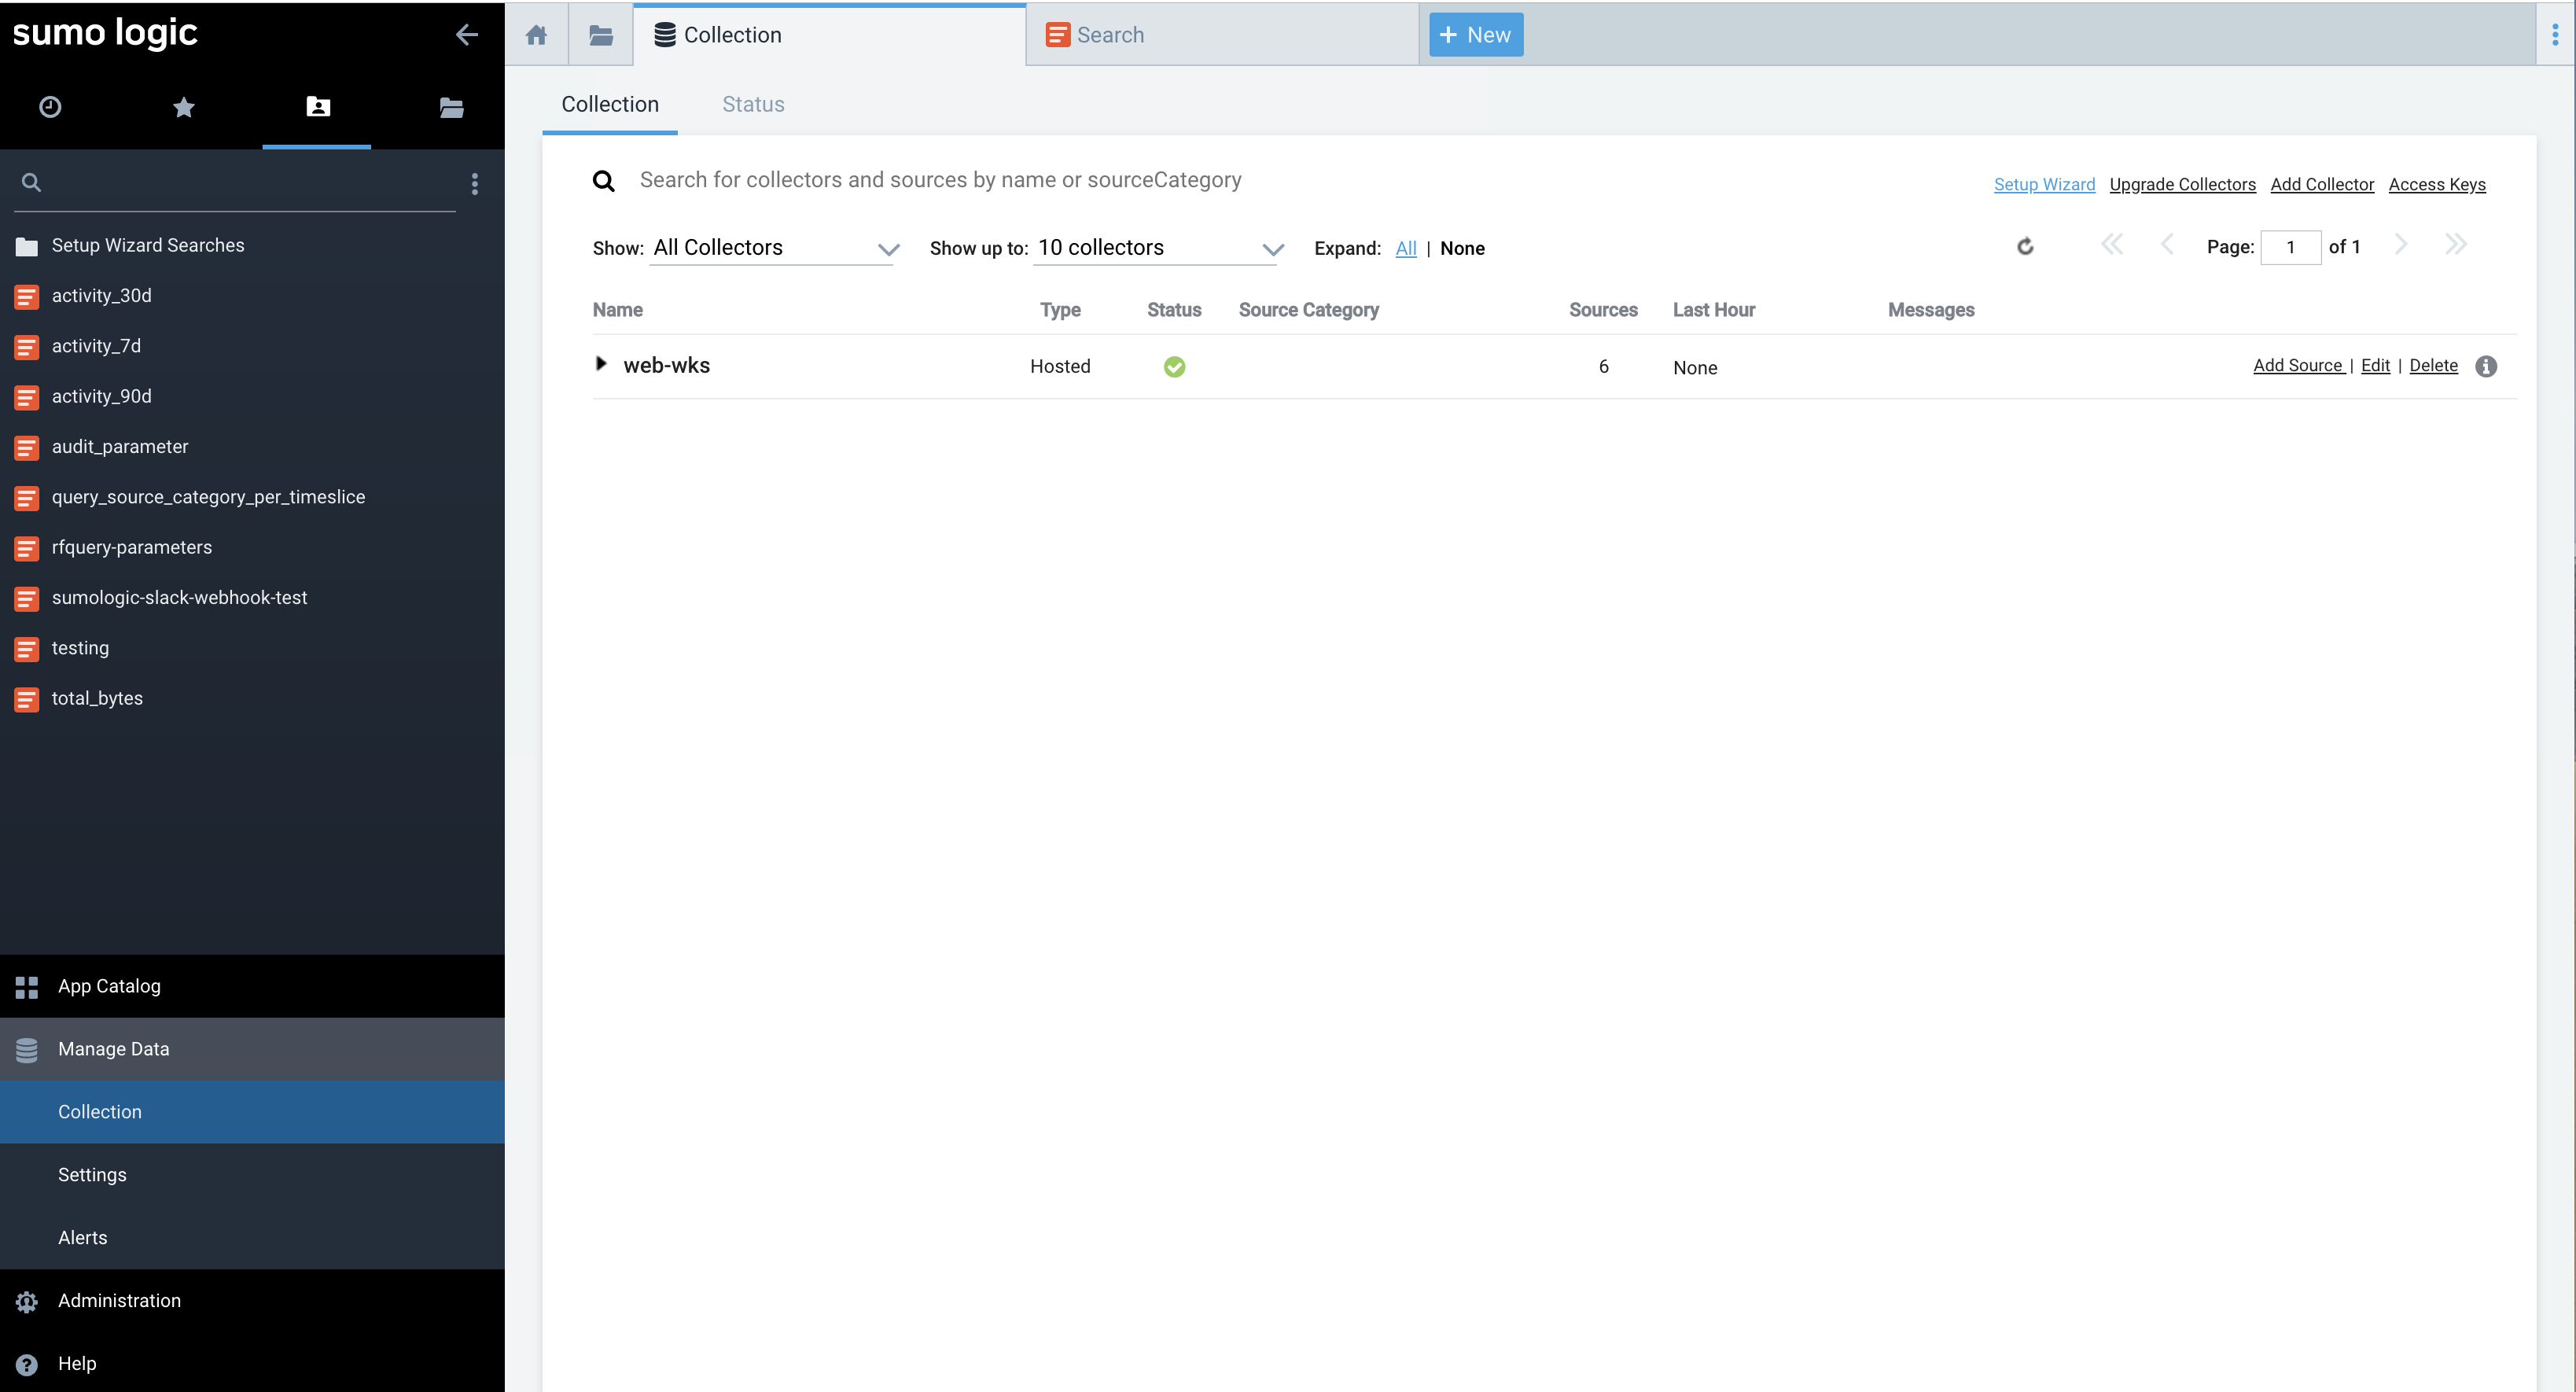 sumo logic
Collection
Search
+ New
Collection
Status
Search for collectors and sources by name or sourceCategory
Setup Wizard Upgrade Collectors Add Collector Access Keys
Show: All Collectors
Show up to: 10 collectors
Expand: All | None
Page: 1 of 1
Name Type Status Source Category Sources Last Hour Messages
web-wks Hosted 6 None Add Source | Edit | Delete
Setup Wizard Searches
activity_30d
activity_7d
activity_90d
audit_parameter
query_source_category_per_timeslice
rfquery-parameters
sumologic-slack-webhook-test
testing
total_bytes
App Catalog
Manage Data
Collection
Settings
Alerts
Administration
Help